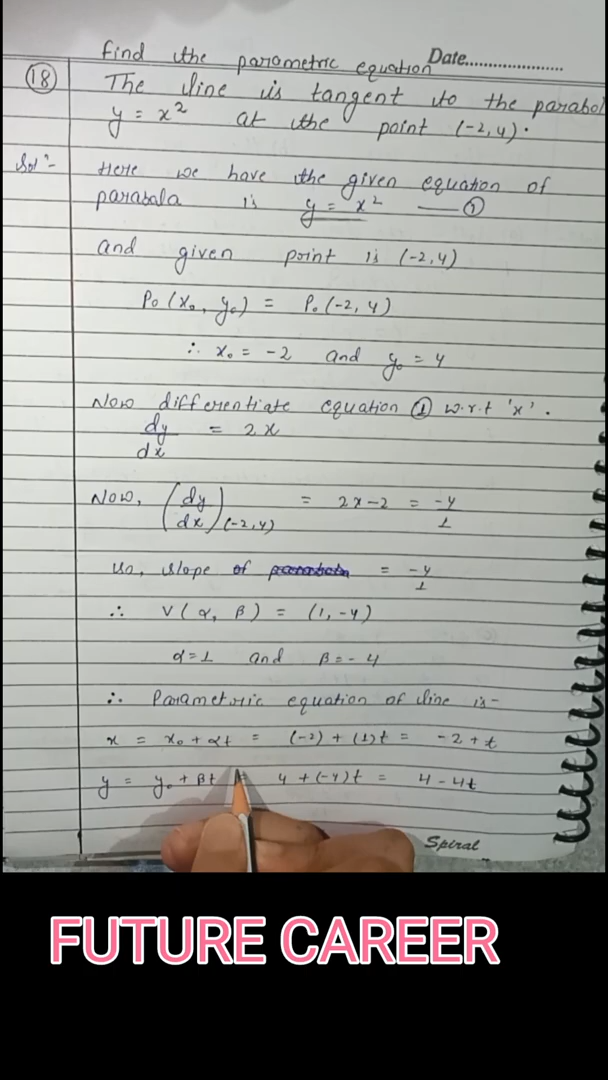 find the parametric equation Date....................
(18) The line is tangent to the parabol
y = x² at the point (-2,4).
Sol:- Here we have the given equation of
parabala is y = x² — ①
and given point is (-2,4)
P0 (x₀, y₀) = P₀ (-2, 4)
∴ x₀ = -2 and y₀ = 4
Now differentiate equation ① w.r.t 'x'.
dy/dx = 2x
Now, (dy/dx)(-2,4) = 2x-2 = -4/1
so, slope of = -4/1
∴ V(α, β) = (1, -4)
α=1 and β=-4
∴ Parametoric equation of line is-
x = x₀ + αt = (-2) + (1)t = -2 + t
y = y₀ + βt = 4 + (-4)t = 4 - 4t
Spiral
FUTURE CAREER